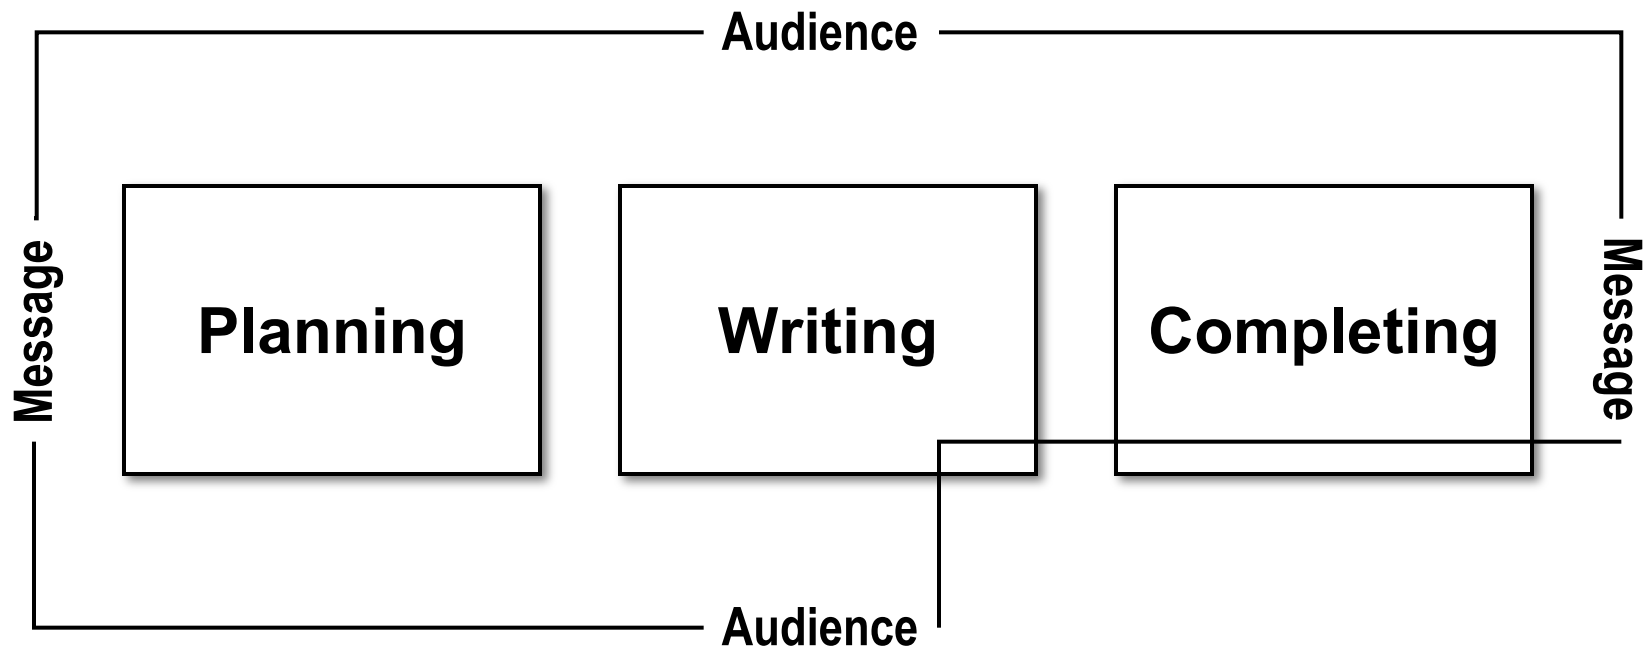 Audience
Message
Planning
Writing
Completing
Message
Audience